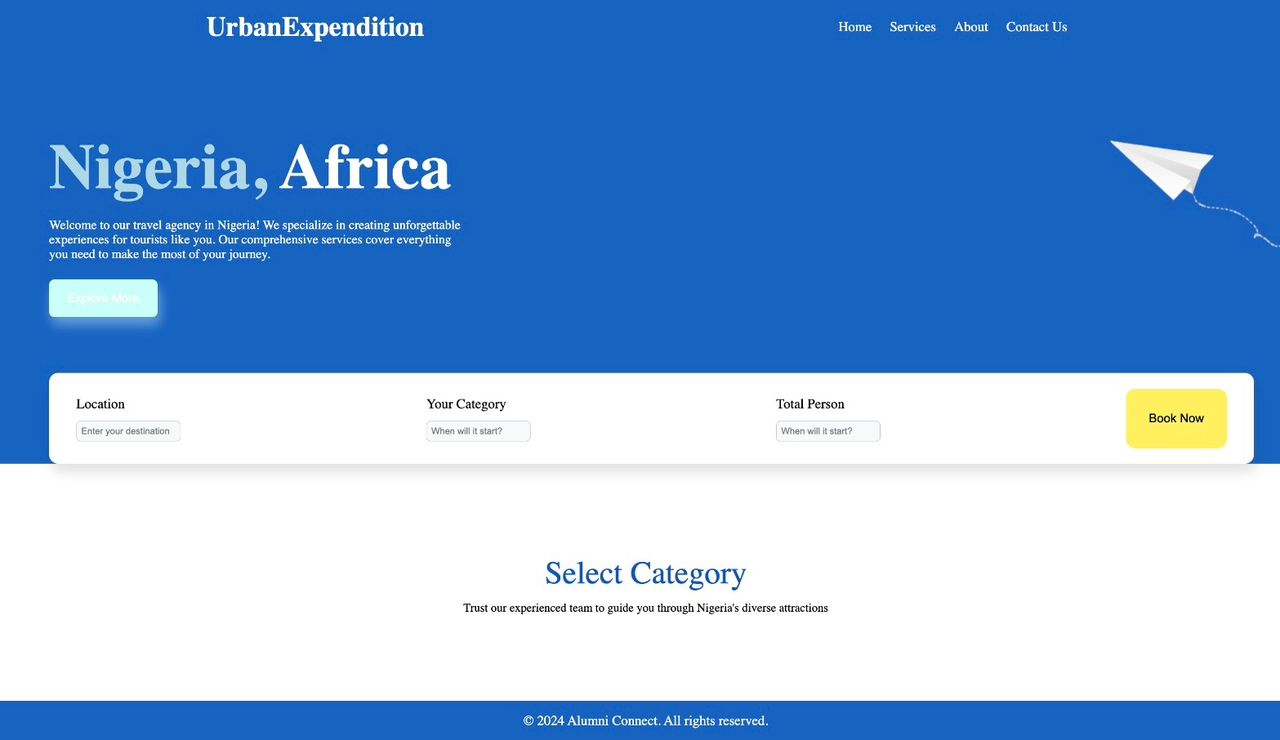 UrbanExpendition
Home Services About Contact Us
Nigeria, Africa
Welcome to our travel agency in Nigeria! We specialize in creating unforgettable
experiences for tourists like you. Our comprehensive services cover everything
you need to make the most of your journey.
Explore More
Location Your Category Total Person
Enter your destination When will it start? When will it start?
Book Now
Select Category
Trust our experienced team to guide you through Nigeria's diverse attractions
© 2024 Alumni Connect. All rights reserved.